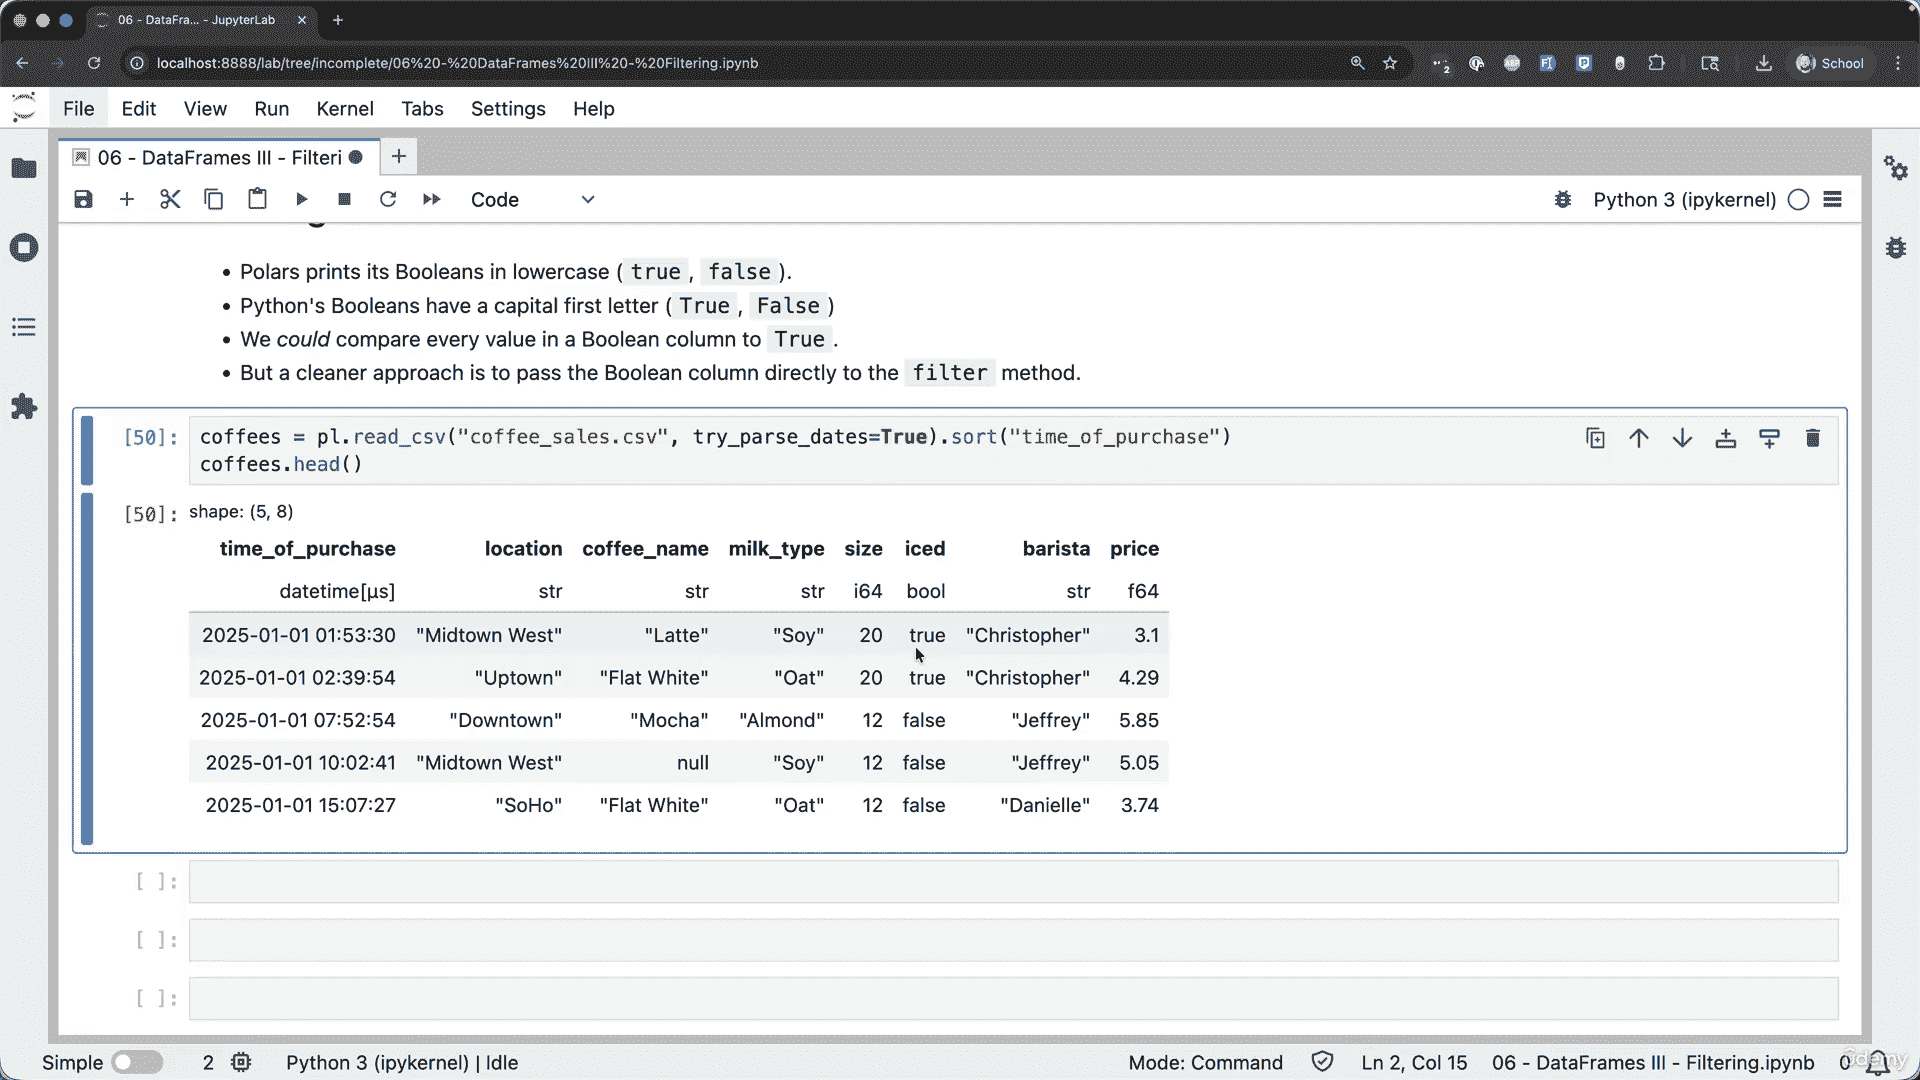 06 - DataFra... - JupyterLab
localhost:8888/lab/tree/incomplete/06%20-%20DataFrames%20III%20-%20Filtering.ipynb
2
ABP
School
File Edit View Run Kernel Tabs Settings Help
06 - DataFrames III - Filteri
Code
Python 3 (ipykernel)
• Polars prints its Booleans in lowercase ( true , false ).
• Python's Booleans have a capital first letter ( True , False )
• We could compare every value in a Boolean column to True .
• But a cleaner approach is to pass the Boolean column directly to the filter method.
[50]: coffees = pl.read_csv("coffee_sales.csv", try_parse_dates=True).sort("time_of_purchase")
coffees.head()
[50]: shape: (5, 8)
time_of_purchase location coffee_name milk_type size iced barista price
datetime[μs] str str str i64 bool str f64
2025-01-01 01:53:30 "Midtown West" "Latte" "Soy" 20 true "Christopher" 3.1
2025-01-01 02:39:54 "Uptown" "Flat White" "Oat" 20 true "Christopher" 4.29
2025-01-01 07:52:54 "Downtown" "Mocha" "Almond" 12 false "Jeffrey" 5.85
2025-01-01 10:02:41 "Midtown West" null "Soy" 12 false "Jeffrey" 5.05
2025-01-01 15:07:27 "SoHo" "Flat White" "Oat" 12 false "Danielle" 3.74
[ ]:
[ ]:
[ ]:
Simple 2 Python 3 (ipykernel) | Idle Mode: Command Ln 2, Col 15 06 - DataFrames III - Filtering.ipynb 0
udemy